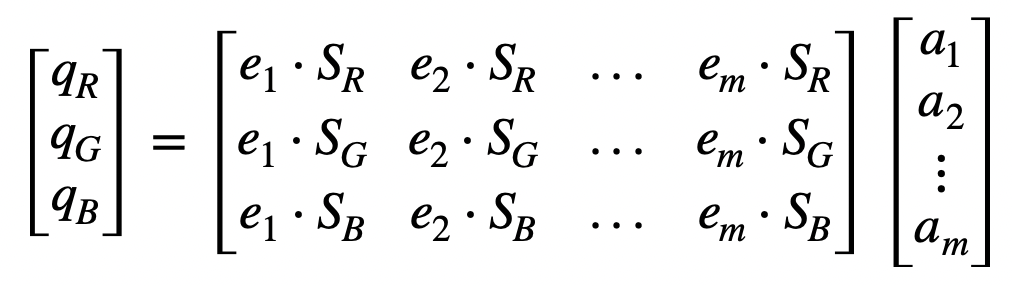 [q_R q_G q_B] = [e_1 · S_R e_2 · S_R … e_m · S_R
e_1 · S_G e_2 · S_G … e_m · S_G
e_1 · S_B e_2 · S_B … e_m · S_B] [a_1 a_2 ⋮ a_m]